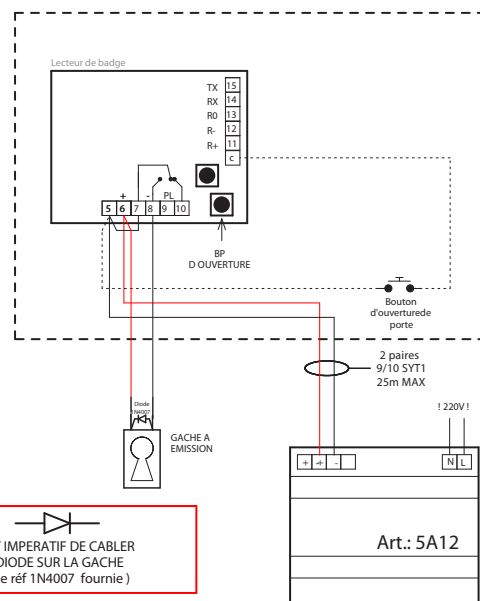 Lecteur de badge
TX 15
RX 14
R0 13
R- 12
R+ 11
c
+ - PL
5 6 7 8 9 10
BP
D OUVERTURE
Bouton
d'ouverturede
porte
2 paires
9/10 SYT1
25m MAX
Diode
1N4007
! 220V !
GACHE A
EMISSION
+ + - N L
Art.: 5A12
IMPERATIF DE CABLER
DIODE SUR LA GACHE
réf 1N4007 fournie )